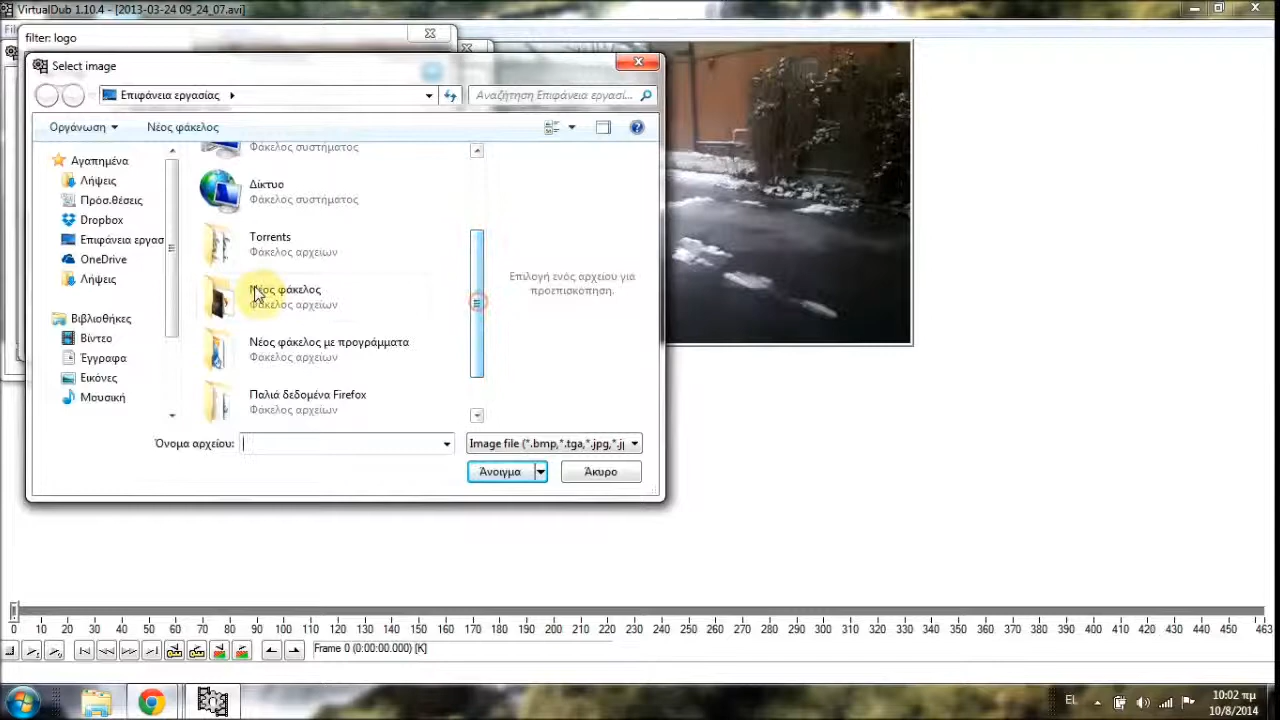 VirtualDub 1.10.4 - [2013-03-24 09_24_07.avi]
filter: logo
Select image
Επιφάνεια εργασίας
Αναζήτηση Επιφάνεια εργασί...
Οργάνωση
Νέος φάκελος
Αγαπημένα
Λήψεις
Πρόσ.θέσεις
Dropbox
Επιφάνεια εργασ
OneDrive
Λήψεις
Βιβλιοθήκες
Βίντεο
Έγγραφα
Εικόνες
Μουσική
Φάκελος συστήματος
Δίκτυο
Φάκελος συστήματος
Torrents
Φάκελος αρχείων
Νέος φάκελος
Φάκελος αρχείων
Νέος φάκελος με προγράμματα
Φάκελος αρχείων
Παλιά δεδομένα Firefox
Φάκελος αρχείων
Επιλογή ενός αρχείου για
προεπισκόπηση.
Όνομα αρχείου:
Image file (*.bmp,*.tga,*.jpg,*.j
Άνοιγμα
Άκυρο
0 10 20 30 40 50 60 70 80 90 100 110 120 130 140 150 160 170 180 190 200 210 220 230 240 250 260 270 280 290 300 310 320 330 340 350 360 370 380 390 400 410 420 430 440 450 463
Frame 0 (0:00:00.000) [K]
EL
10:02 πμ
10/8/2014